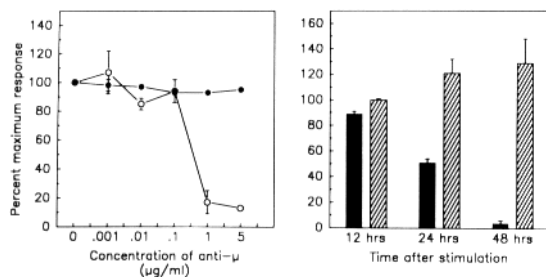 Percent maximum response
120
100
80
60
40
20
0
0 .001 .01 .1 1 5
Concentration of anti-μ
(μg/ml)
160
140
120
100
80
60
40
20
0
12 hrs 24 hrs 48 hrs
Time after stimulation